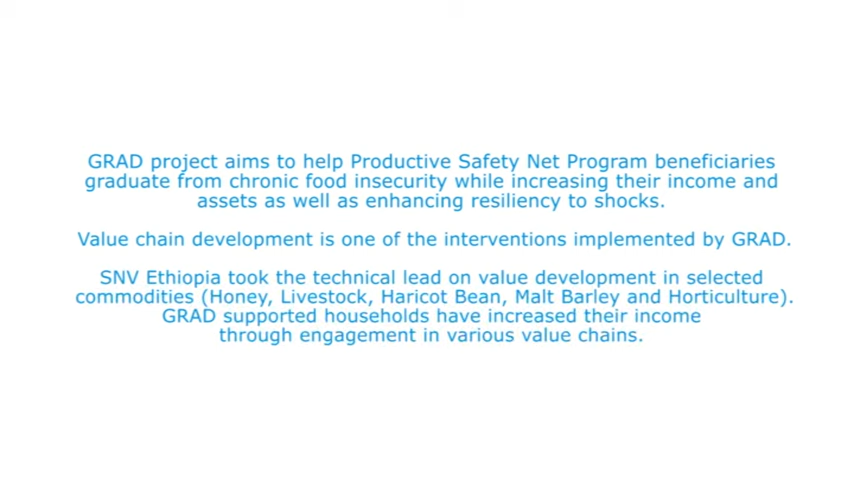 GRAD project aims to help Productive Safety Net Program beneficiaries
graduate from chronic food insecurity while increasing their income and
assets as well as enhancing resiliency to shocks.
Value chain development is one of the interventions implemented by GRAD.
SNV Ethiopia took the technical lead on value development in selected
commodities (Honey, Livestock, Haricot Bean, Malt Barley and Horticulture).
GRAD supported households have increased their income
through engagement in various value chains.